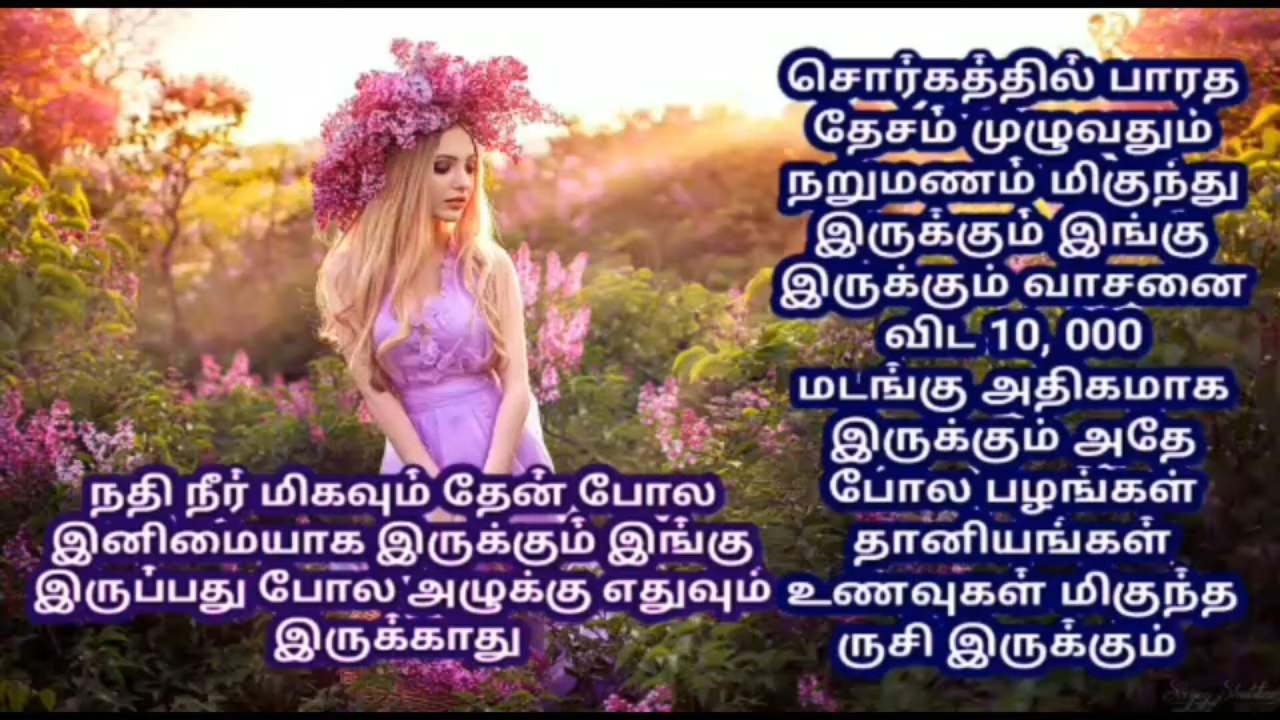 சொர்கத்தில் பாரத
தேசம் முழுவதும்
நறுமணம் மிகுந்து
இருக்கும் இங்கு
இருக்கும் வாசனை
விட 10, 000
மடங்கு அதிகமாக
இருக்கும் அதே
போல பழங்கள்
தானியங்கள்
உணவுகள் மிகுந்த
ருசி இருக்கும்
நதி நீர் மிகவும் தேன் போல
இனிமையாக இருக்கும் இங்கு
இருப்பது போல அழுக்கு எதுவும்
இருக்காது